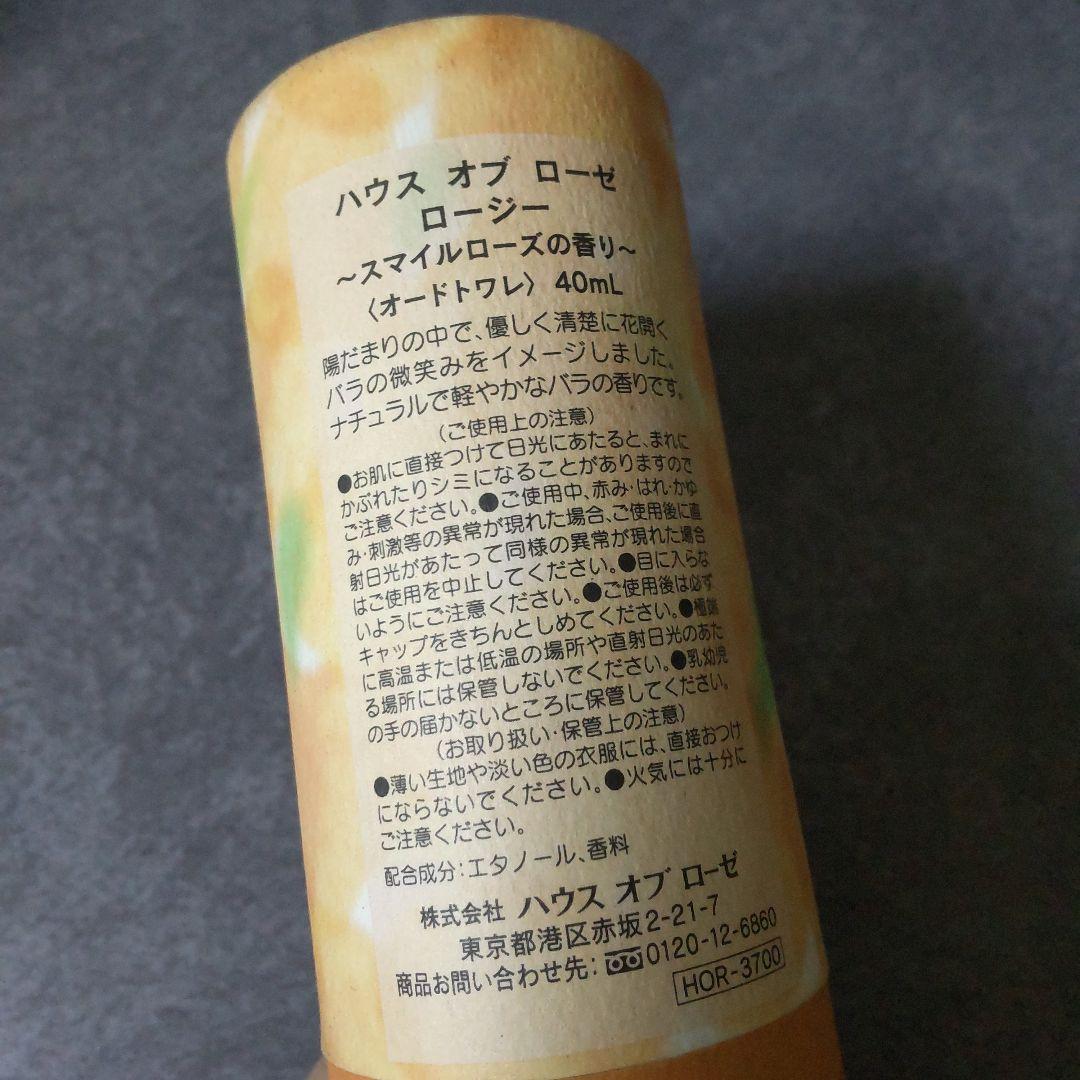 ハウス オブ ローゼ
ロージー
~スマイルローズの香り~
〈オードトワレ〉 40mL
陽だまりの中で、優しく清楚に花開く
バラの微笑みをイメージしました。
ナチュラルで軽やかなバラの香りです。
(ご使用上の注意)
●お肌に直接つけて日光にあたると、まれに
かぶれたりシミになることがありますので
ご注意ください。●ご使用中、赤み・はれ・かゆ
み・刺激等の異常が現れた場合、ご使用後に直
射日光があたって同様の異常が現れた場合
はご使用を中止してください。●目に入らな
いようにご注意ください。●ご使用後は必ず
キャップをきちんとしめてください。●極端
に高温または低温の場所や直射日光のあた
る場所には保管しないでください。●乳幼児
の手の届かないところに保管してください。
(お取り扱い・保管上の注意)
●薄い生地や淡い色の衣服には、直接おつけ
にならないでください。●火気には十分に
ご注意ください。
配合成分:エタノール、香料
株式会社 ハウス オブ ローゼ
東京都港区赤坂2-21-7
商品お問い合わせ先:0120-12-6860
HOR-3700